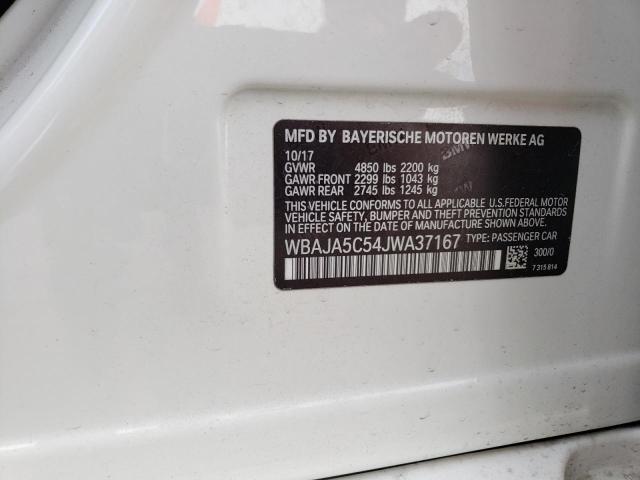 MFD BY BAYERISCHE MOTOREN WERKE AG
10/17
GVWR 4850 lbs 2200 kg
GAWR FRONT 2299 lbs 1043 kg
GAWR REAR 2745 lbs 1245 kg
THIS VEHICLE CONFORMS TO ALL APPLICABLE U.S.FEDERAL MOTOR
VEHICLE SAFETY, BUMPER AND THEFT PREVENTION STANDARDS
IN EFFECT ON THE DATE OF MANUFACTURE SHOWN ABOVE.
WBAJA5C54JWA37167 TYPE: PASSENGER CAR
300/0
7 315 814